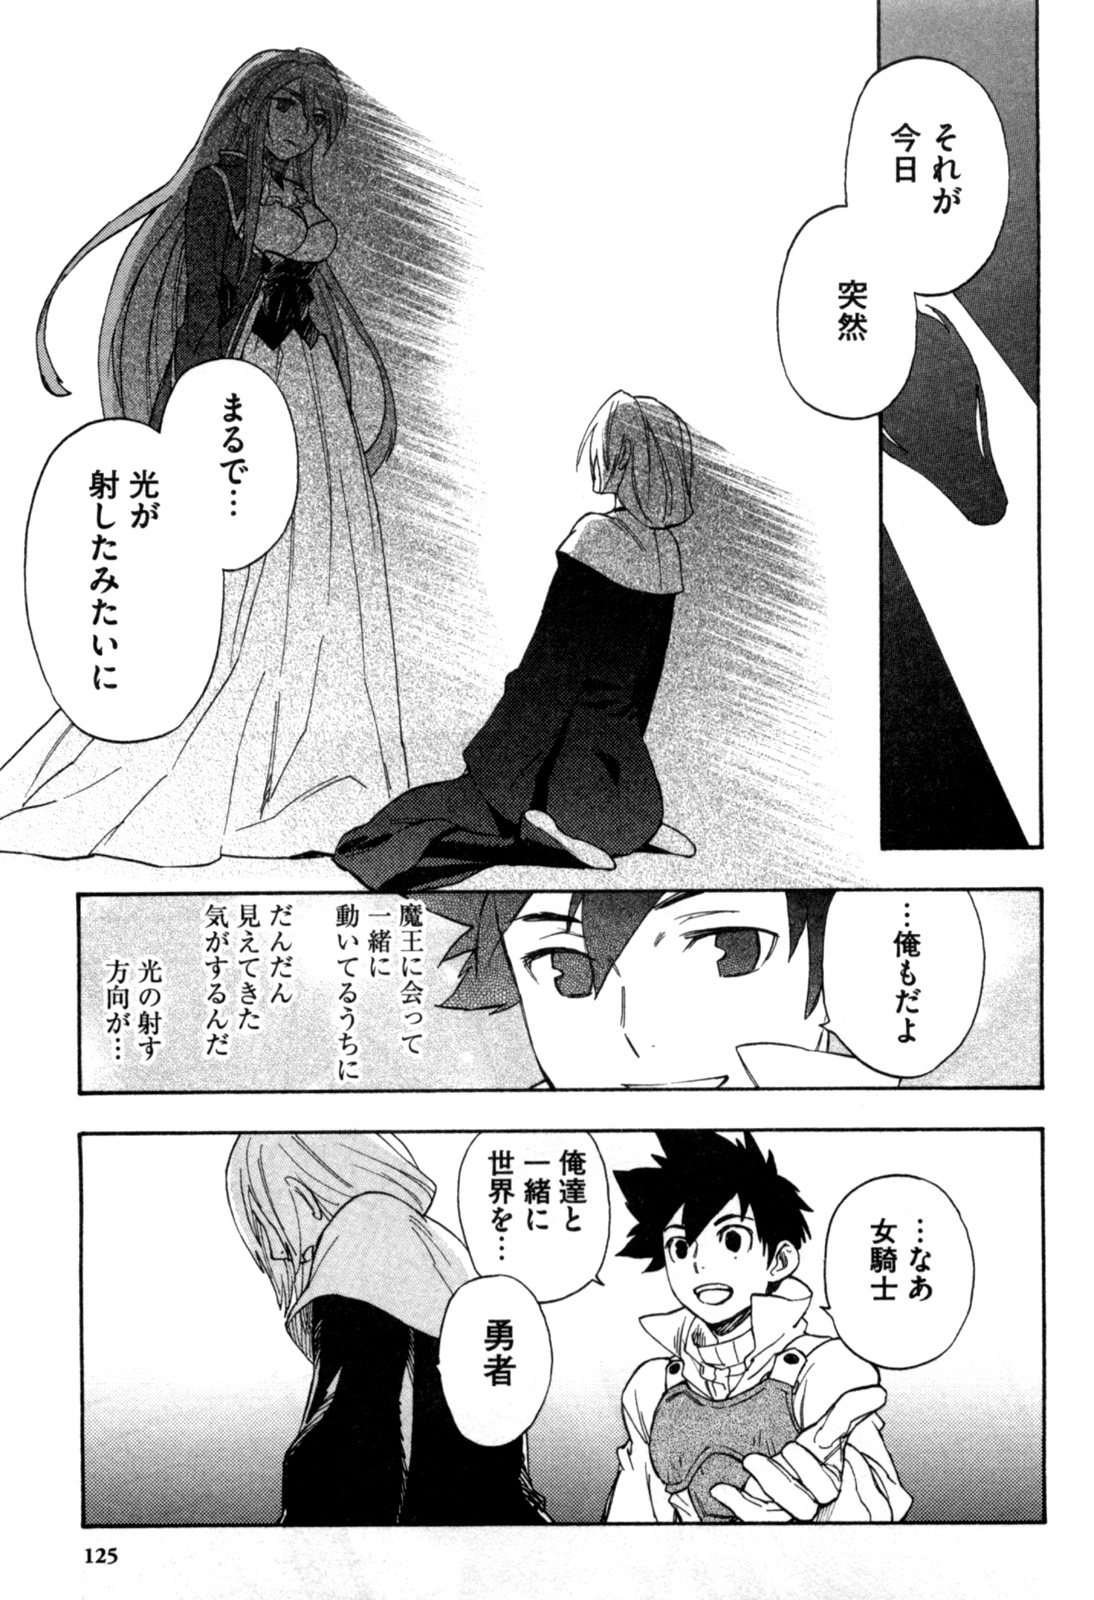 それが
今日
突然
まるで…
光が
射したみたいに
…俺もだよ
魔王に会って
一緒に
動いてるうちに
だんだん
見えてきた
気がするんだ
光の射す
方向が…
…なあ
女騎士
俺達と
一緒に
世界を…
勇者
125